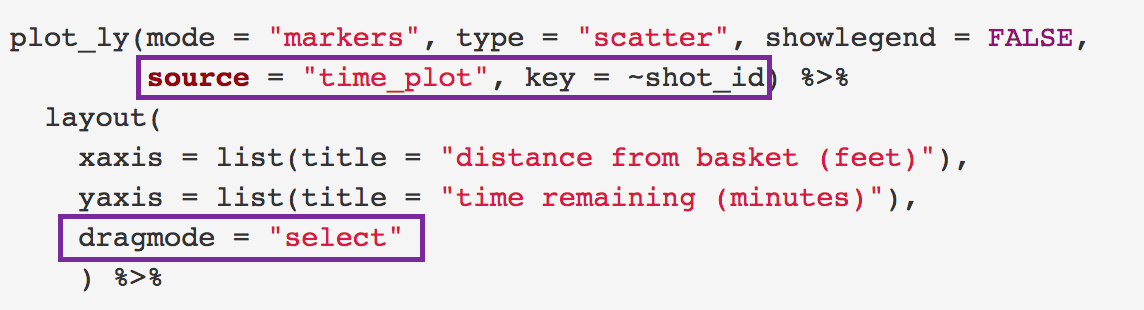 plot_ly(mode = "markers", type = "scatter", showlegend = FALSE,
source = "time_plot", key = ~shot_id) %>%
layout(
xaxis = list(title = "distance from basket (feet)"),
yaxis = list(title = "time remaining (minutes)"),
dragmode = "select"
) %>%